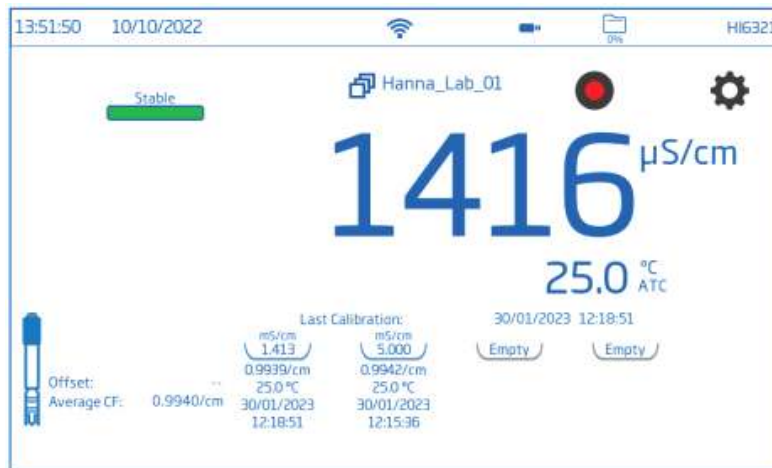 13:51:50 10/10/2022 0% HI6321
Stable Hanna_Lab_01
1416 µS/cm
25.0 °C ATC
Last Calibration: 30/01/2023 12:18:51
mS/cm mS/cm
1.413 5.000 Empty Empty
0.9939/cm 0.9942/cm
Offset: -- 25.0 °C 25.0 °C
Average CF: 0.9940/cm 30/01/2023 30/01/2023
12:18:51 12:15:36